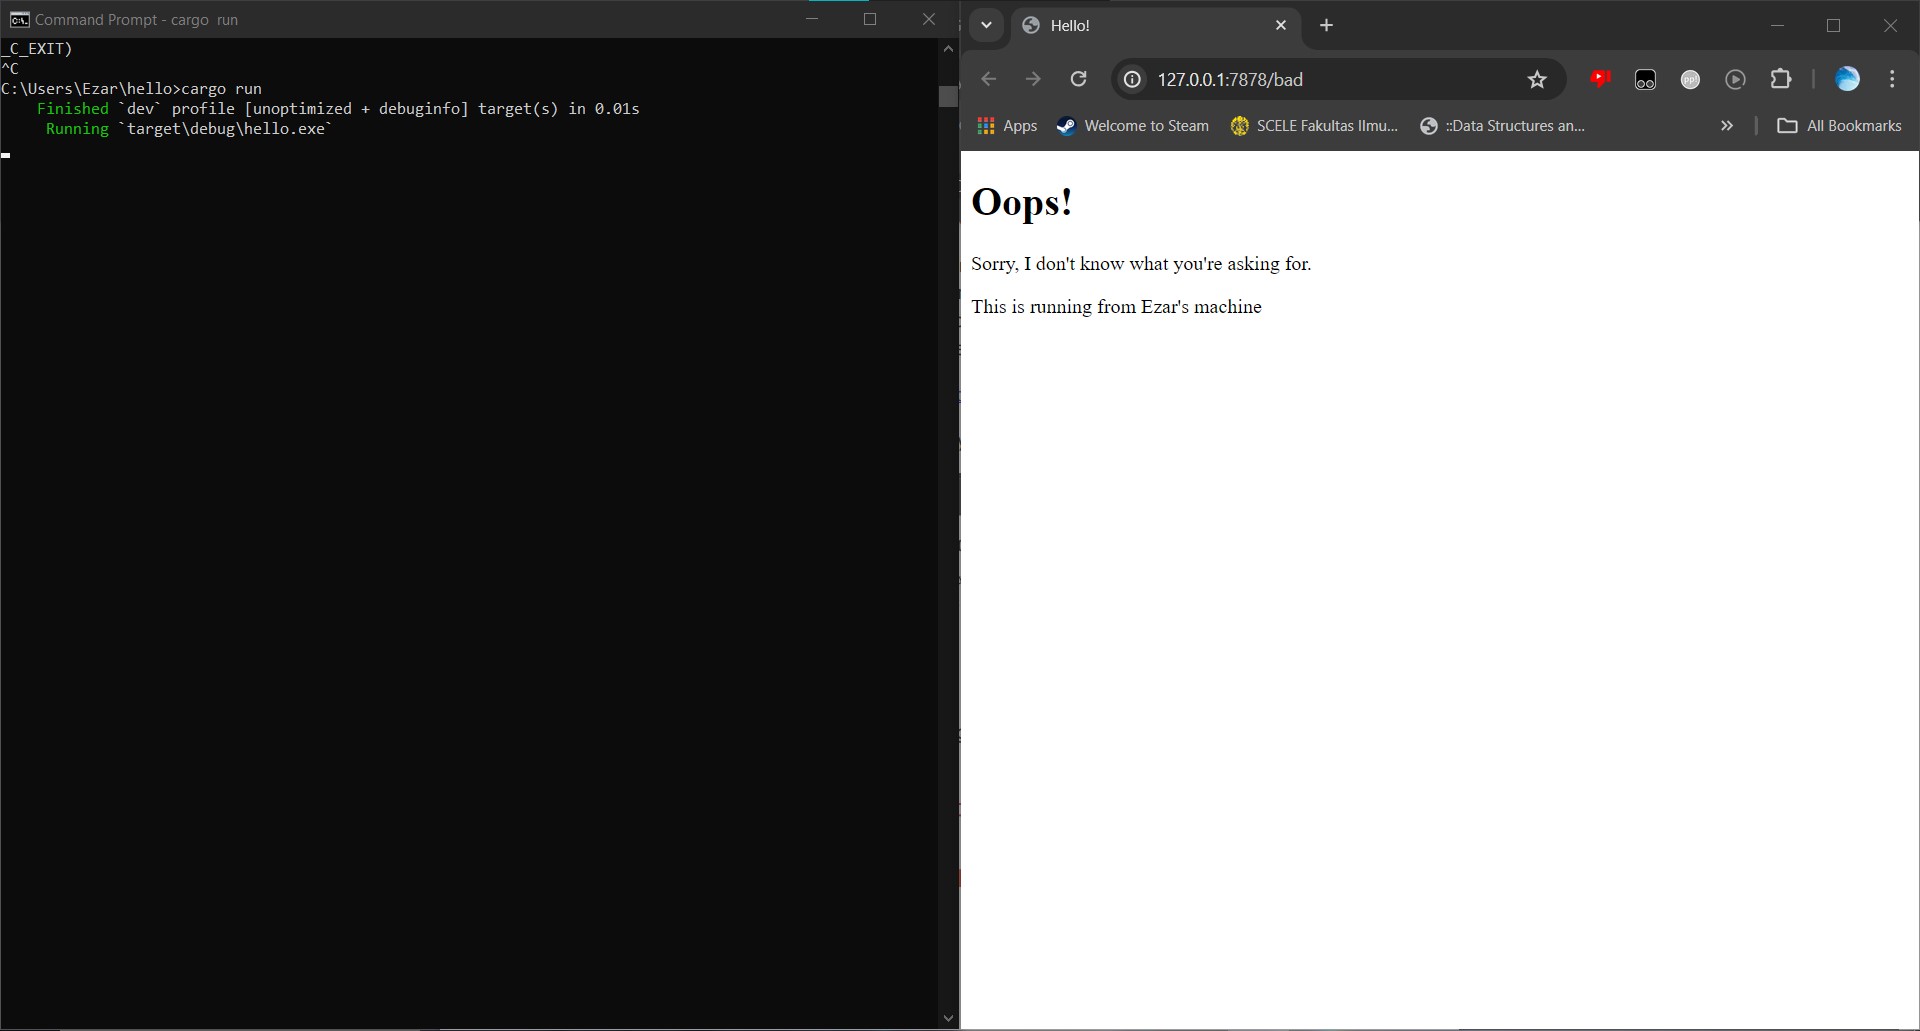 Command Prompt - cargo  run
_C_EXIT)
^C
C:\Users\Ezar\hello>cargo run
    Finished `dev` profile [unoptimized + debuginfo] target(s) in 0.01s
     Running `target\debug\hello.exe`
Hello!
127.0.0.1:7878/bad
Apps
Welcome to Steam
SCELE Fakultas Ilmu...
::Data Structures an...
All Bookmarks
Oops!
Sorry, I don't know what you're asking for.
This is running from Ezar's machine